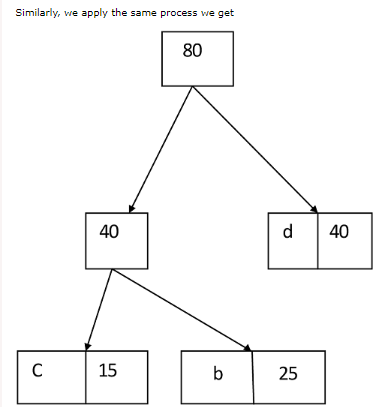 Similarly, we apply the same process we get
80
40
d 40
C 15
b 25